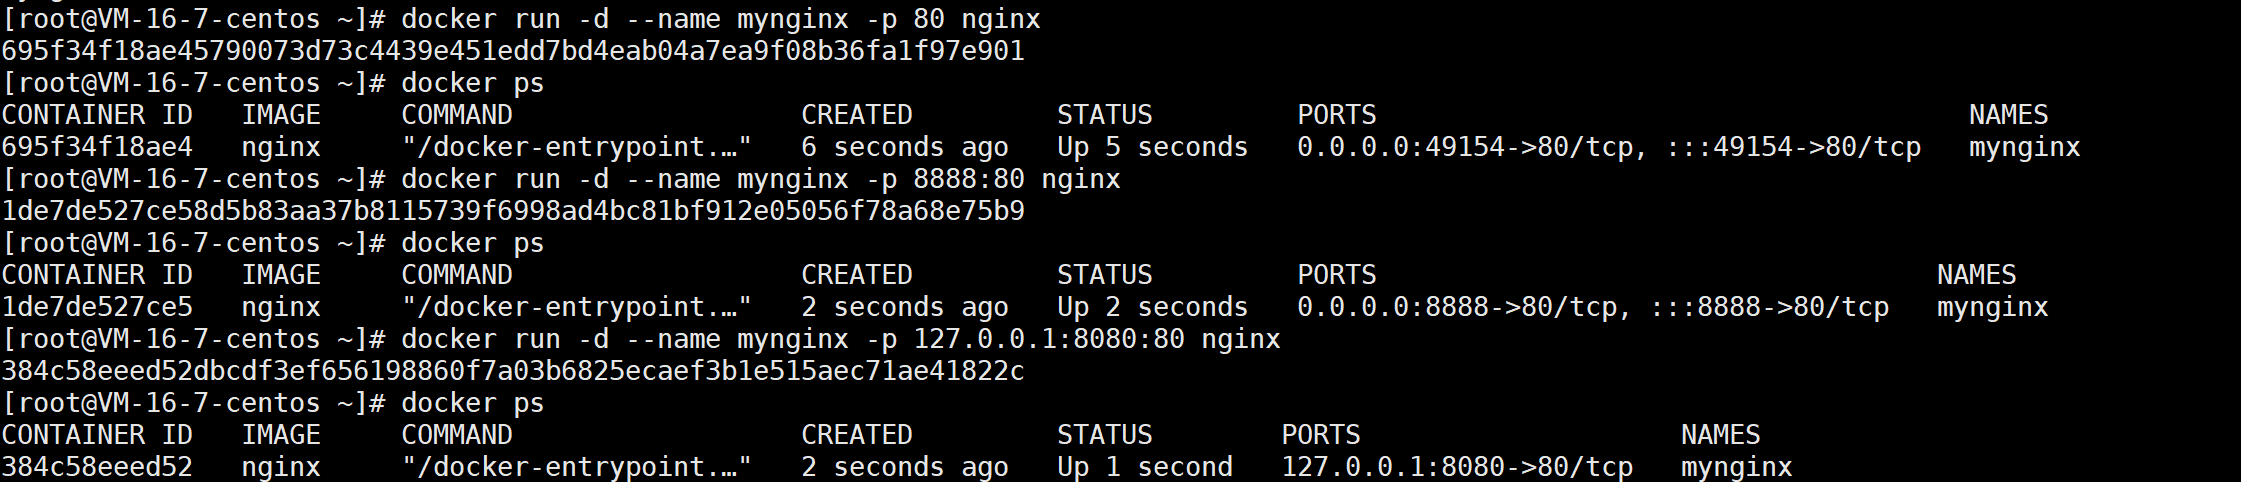 [root@VM-16-7-centos ~]# docker run -d --name mynginx -p 80 nginx
695f34f18ae45790073d73c4439e451edd7bd4eab04a7ea9f08b36fa1f97e901
[root@VM-16-7-centos ~]# docker ps
CONTAINER ID   IMAGE     COMMAND                  CREATED         STATUS         PORTS                                     NAMES
695f34f18ae4   nginx     "/docker-entrypoint.…"   6 seconds ago   Up 5 seconds   0.0.0.0:49154->80/tcp, :::49154->80/tcp   mynginx
[root@VM-16-7-centos ~]# docker run -d --name mynginx -p 8888:80 nginx
1de7de527ce58d5b83aa37b8115739f6998ad4bc81bf912e05056f78a68e75b9
[root@VM-16-7-centos ~]# docker ps
CONTAINER ID   IMAGE     COMMAND                  CREATED         STATUS         PORTS                                   NAMES
1de7de527ce5   nginx     "/docker-entrypoint.…"   2 seconds ago   Up 2 seconds   0.0.0.0:8888->80/tcp, :::8888->80/tcp   mynginx
[root@VM-16-7-centos ~]# docker run -d --name mynginx -p 127.0.0.1:8080:80 nginx
384c58eeed52dbcdf3ef656198860f7a03b6825ecaef3b1e515aec71ae41822c
[root@VM-16-7-centos ~]# docker ps
CONTAINER ID   IMAGE     COMMAND                  CREATED         STATUS        PORTS                    NAMES
384c58eeed52   nginx     "/docker-entrypoint.…"   2 seconds ago   Up 1 second   127.0.0.1:8080->80/tcp   mynginx